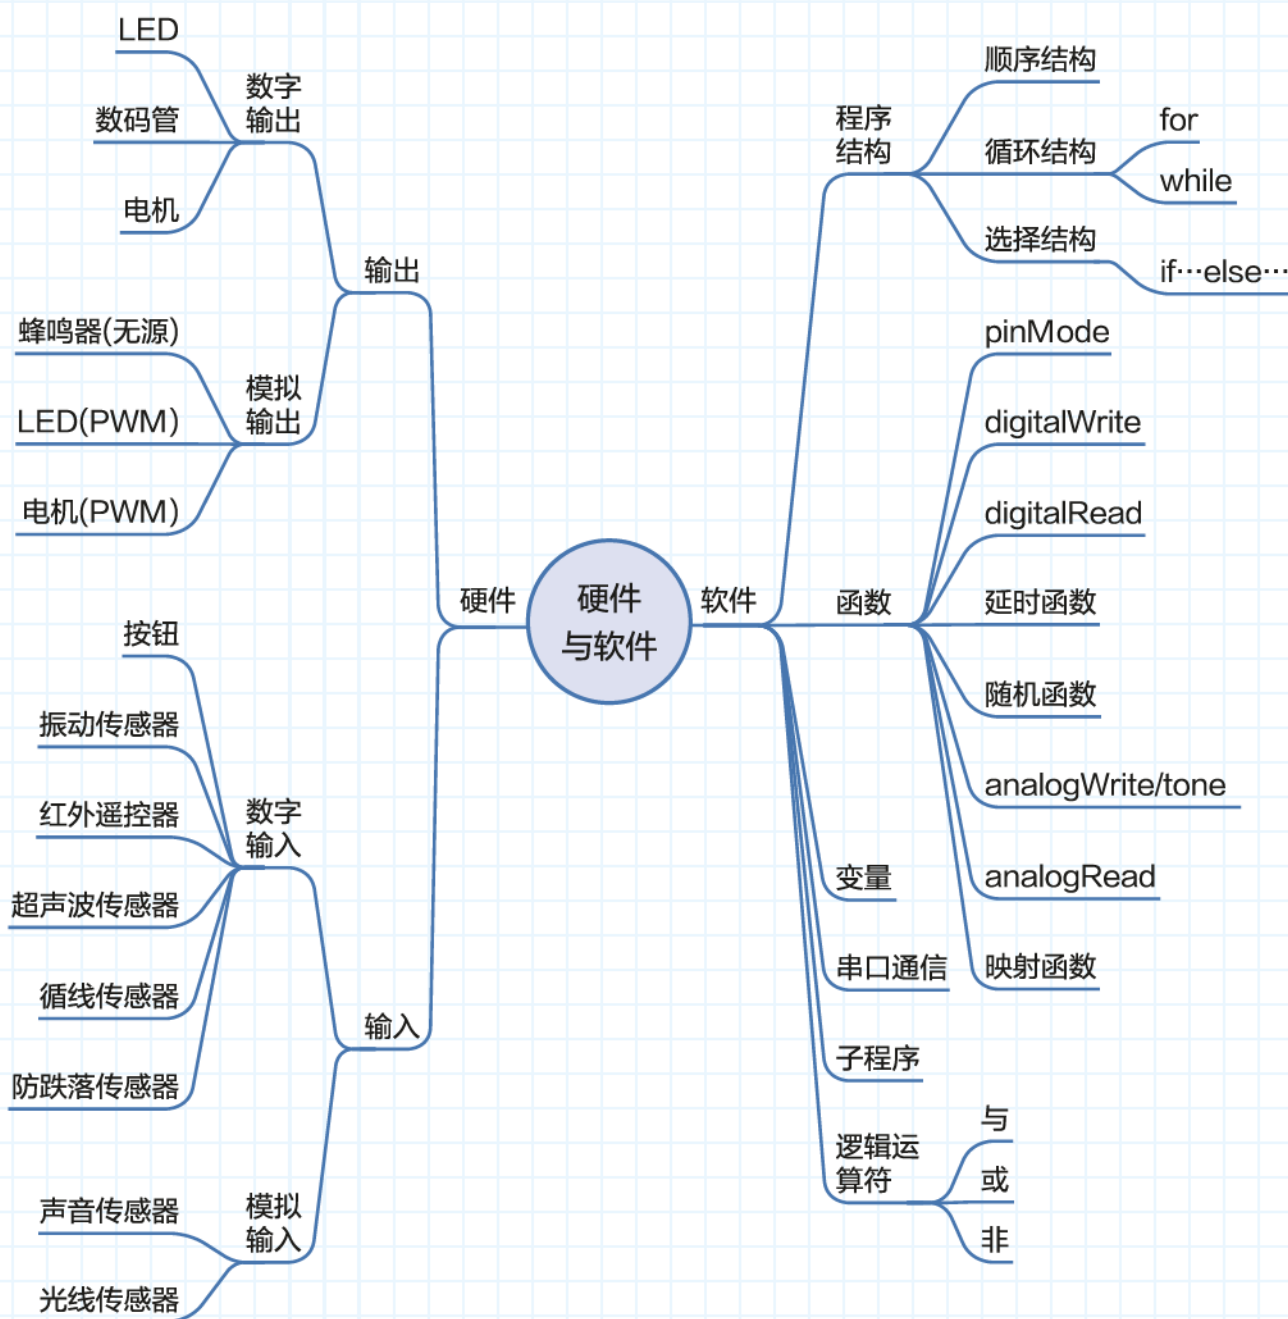 LED
数字
输出
数码管
电机
输出
蜂鸣器(无源)
模拟
输出
LED(PWM)
电机(PWM)
硬件
按钮
振动传感器
红外遥控器
数字
输入
超声波传感器
循线传感器
防跌落传感器
输入
声音传感器
模拟
输入
光线传感器
硬件
与软件
软件
程序
结构
顺序结构
循环结构
for
while
选择结构
if…else…
函数
pinMode
digitalWrite
digitalRead
延时函数
随机函数
analogWrite/tone
analogRead
映射函数
变量
串口通信
子程序
逻辑运
算符
与
或
非